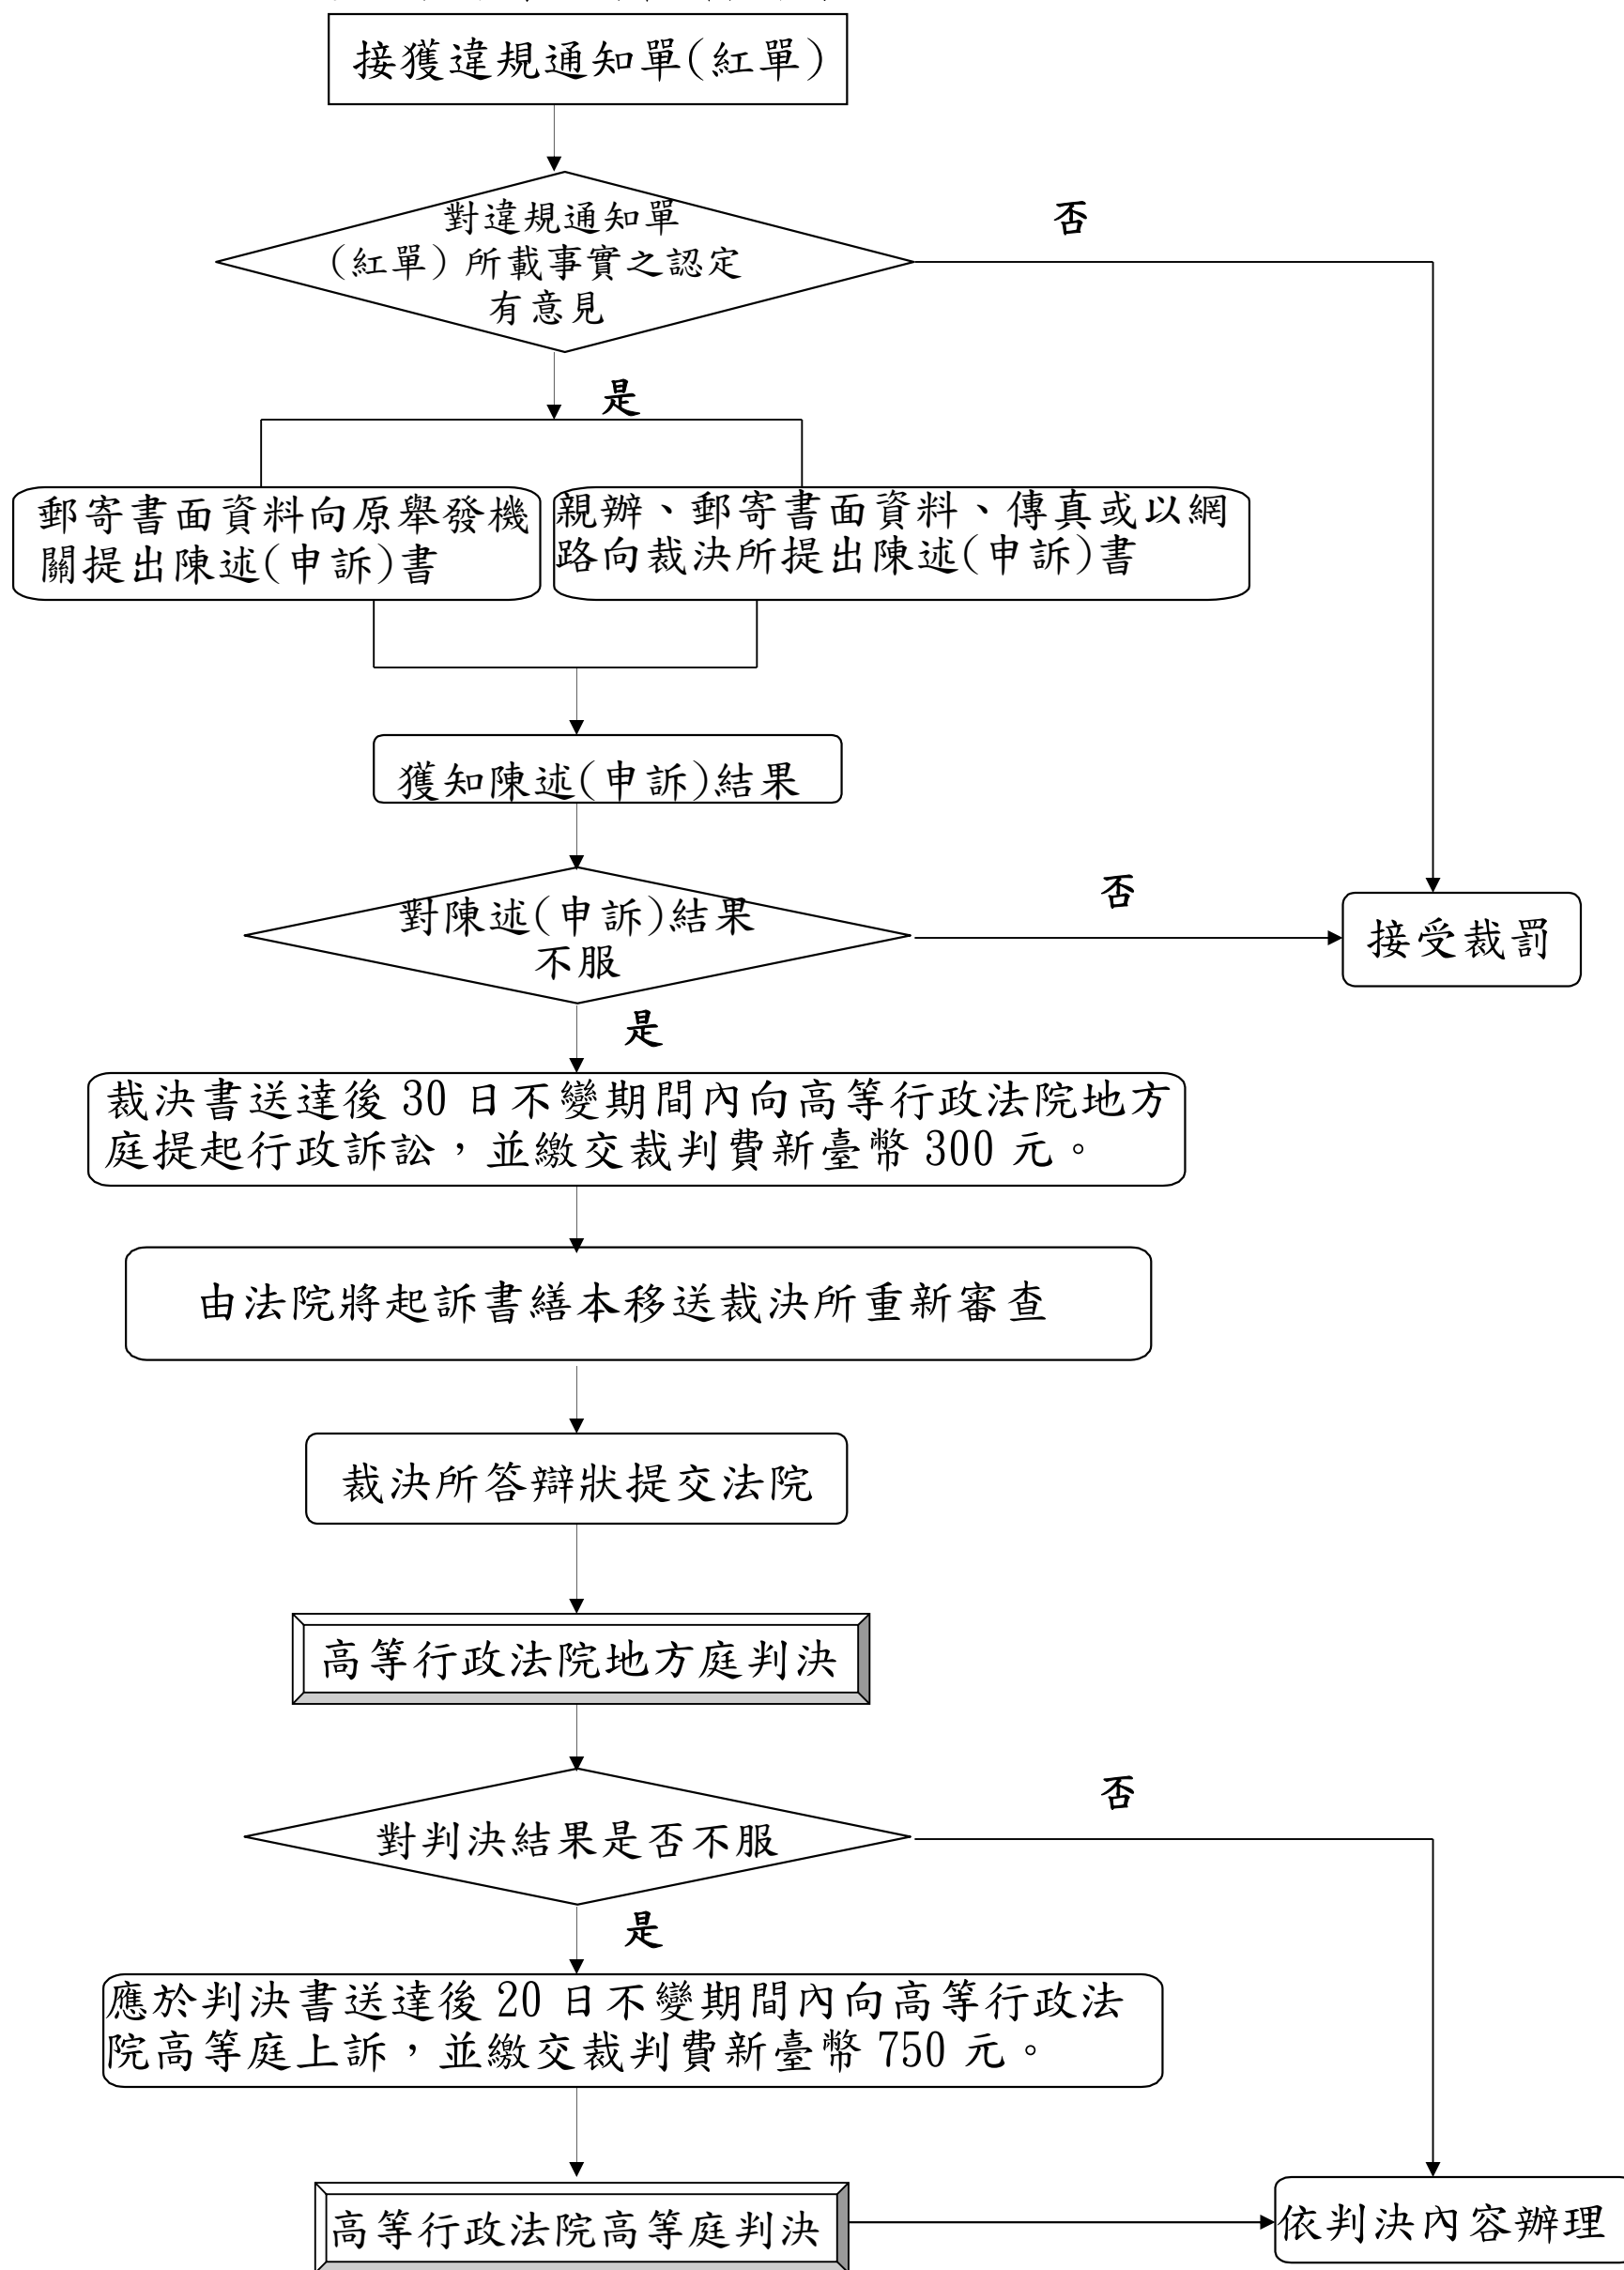 接獲違規通知單(紅單)
對違規通知單
(紅單)所載事實之認定
有意見
否
是
郵寄書面資料向原舉發機
關提出陳述(申訴)書
親辦、郵寄書面資料、傳真或以網
路向裁決所提出陳述(申訴)書
獲知陳述(申訴)結果
對陳述(申訴)結果
不服
否
接受裁罰
是
裁決書送達後 30 日不變期間內向高等行政法院地方
庭提起行政訴訟，並繳交裁判費新臺幣 300 元。
由法院將起訴書繕本移送裁決所重新審查
裁決所答辯狀提交法院
高等行政法院地方庭判決
對判決結果是否不服
否
是
應於判決書送達後 20 日不變期間內向高等行政法
院高等庭上訴，並繳交裁判費新臺幣 750 元。
高等行政法院高等庭判決
依判決內容辦理